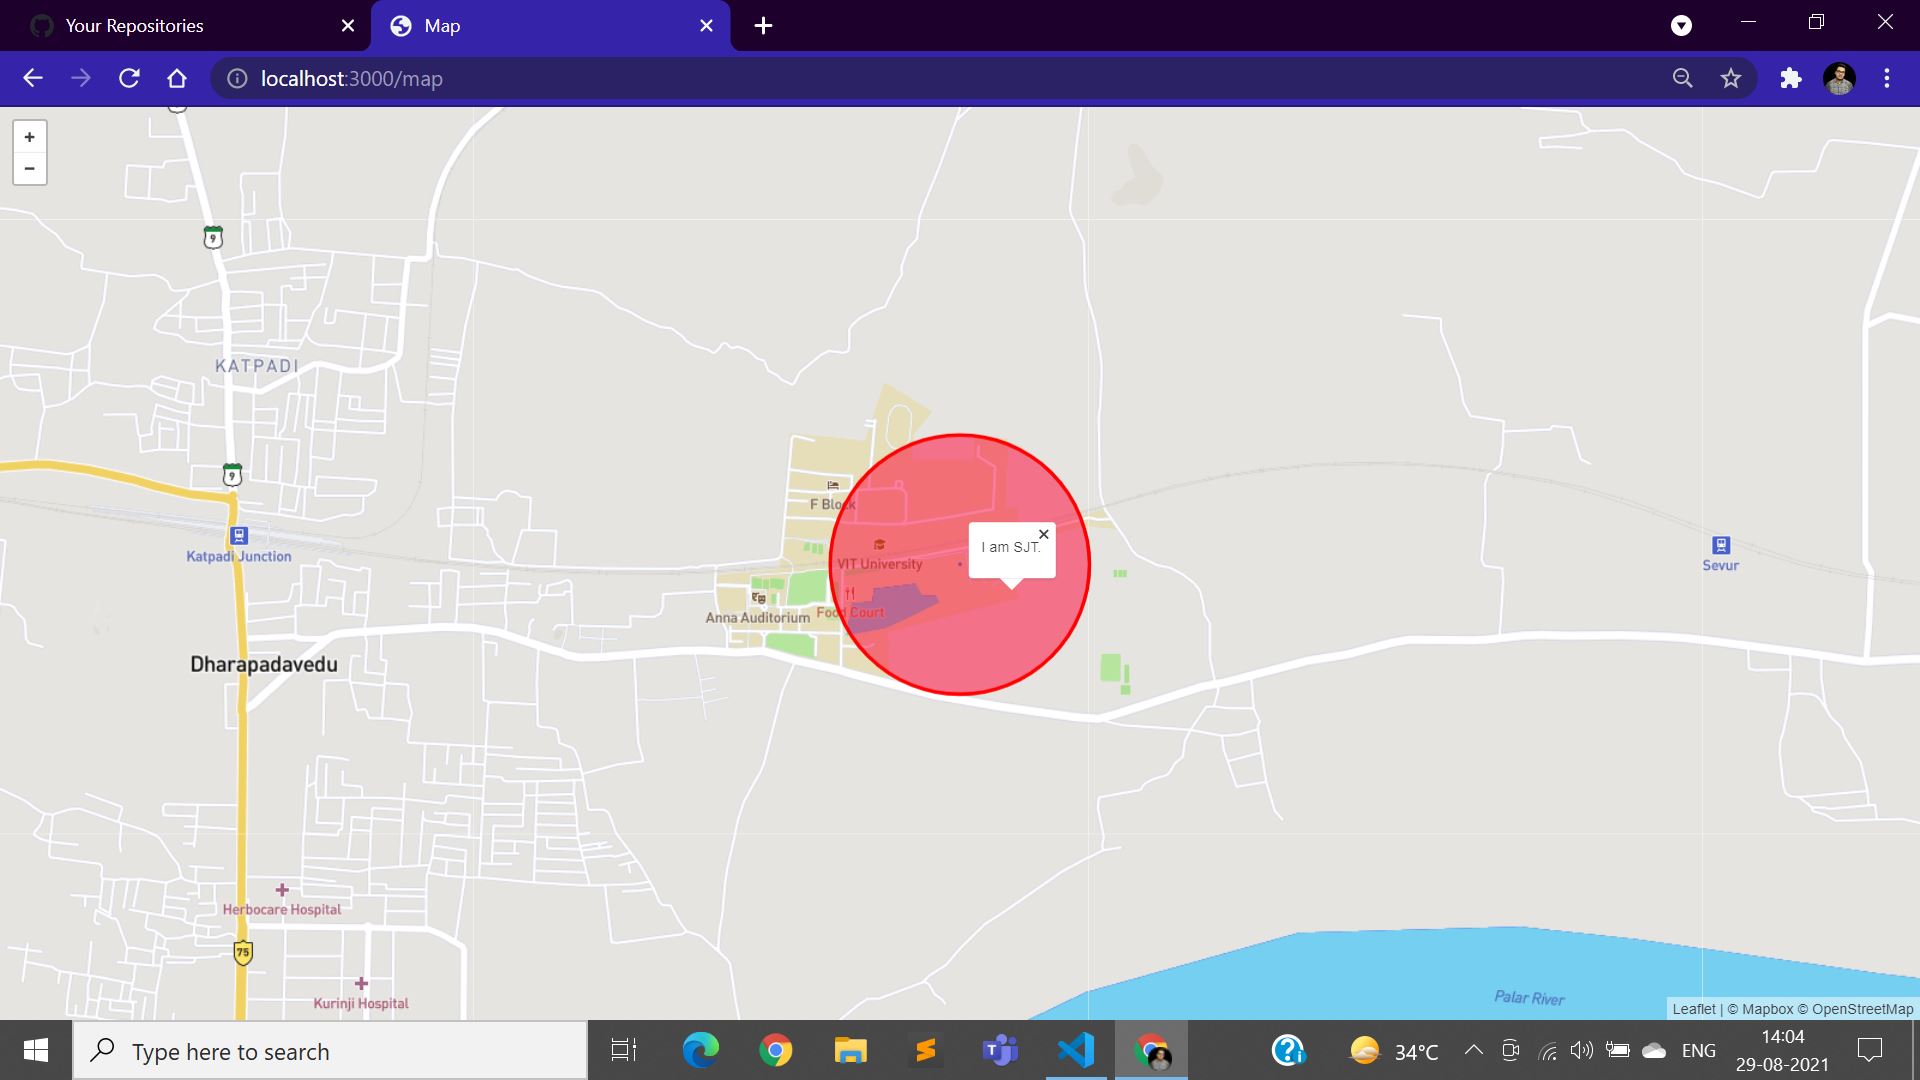 Your Repositories
Map
localhost:3000/map
+
−
9
KATPADI
9
F Block
I am SJT.
×
Katpadi Junction
VIT University
Sevur
Anna Auditorium
Food Court
Dharapadavedu
Herbocare Hospital
75
Kurinji Hospital
Palar River
Leaflet | © Mapbox © OpenStreetMap
Type here to search
34°C
ENG
14:04
29-08-2021